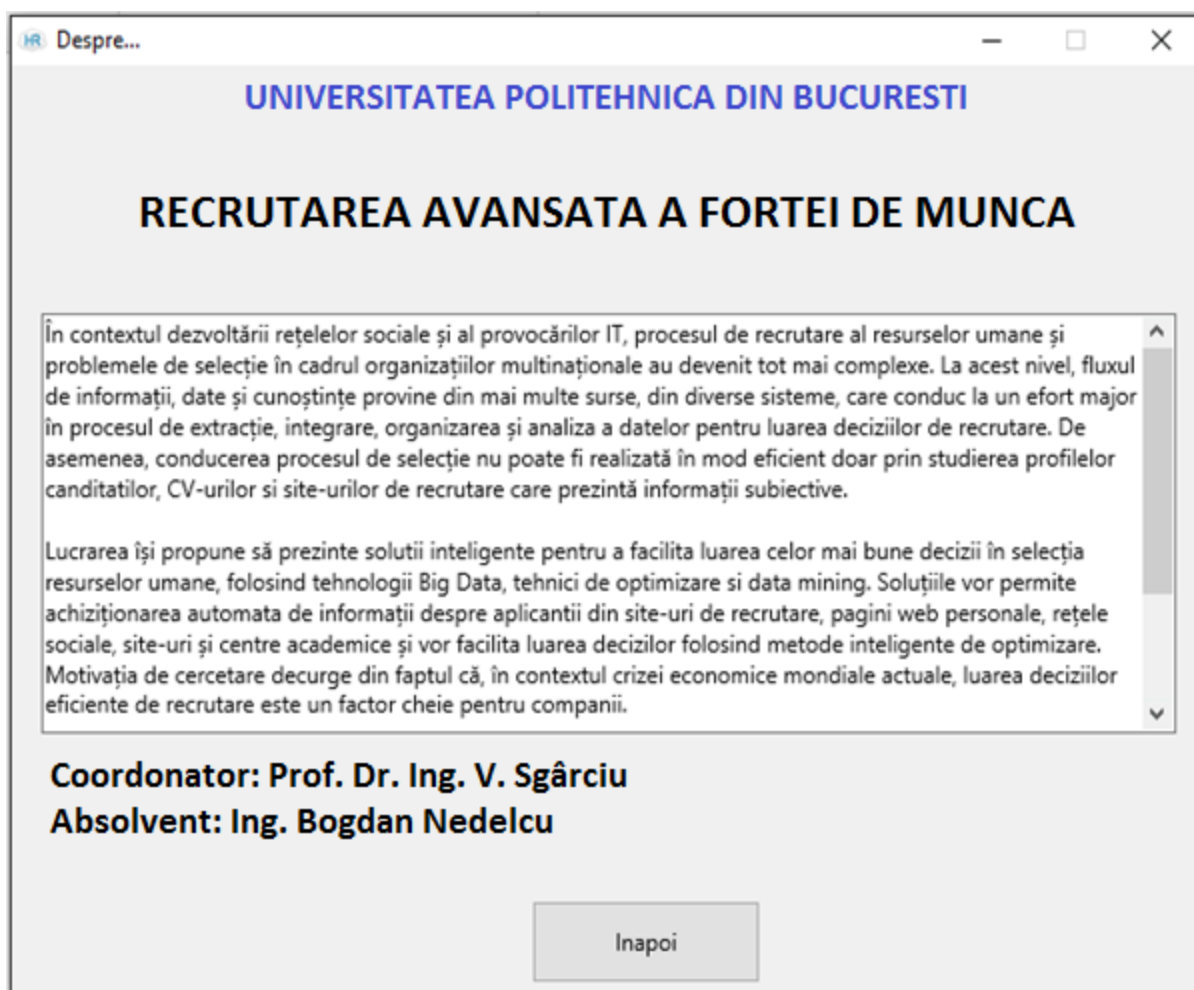 HR Despre...
UNIVERSITATEA POLITEHNICA DIN BUCURESTI
RECRUTAREA AVANSATA A FORTEI DE MUNCA
În contextul dezvoltării rețelelor sociale și al provocărilor IT, procesul de recrutare al resurselor umane și
problemele de selecție în cadrul organizațiilor multinaționale au devenit tot mai complexe. La acest nivel, fluxul
de informații, date și cunoștințe provine din mai multe surse, din diverse sisteme, care conduc la un efort major
în procesul de extracție, integrare, organizarea și analiza a datelor pentru luarea deciziilor de recrutare. De
asemenea, conducerea procesul de selecție nu poate fi realizată în mod eficient doar prin studierea profilelor
canditatilor, CV-urilor si site-urilor de recrutare care prezintă informații subiective.
Lucrarea își propune să prezinte solutii inteligente pentru a facilita luarea celor mai bune decizii în selecția
resurselor umane, folosind tehnologii Big Data, tehnici de optimizare si data mining. Soluțiile vor permite
achiziționarea automata de informații despre aplicantii din site-uri de recrutare, pagini web personale, rețele
sociale, site-uri și centre academice și vor facilita luarea decizilor folosind metode inteligente de optimizare.
Motivația de cercetare decurge din faptul că, în contextul crizei economice mondiale actuale, luarea deciziilor
eficiente de recrutare este un factor cheie pentru companii.
Coordonator: Prof. Dr. Ing. V. Sgârciu
Absolvent: Ing. Bogdan Nedelcu
Inapoi